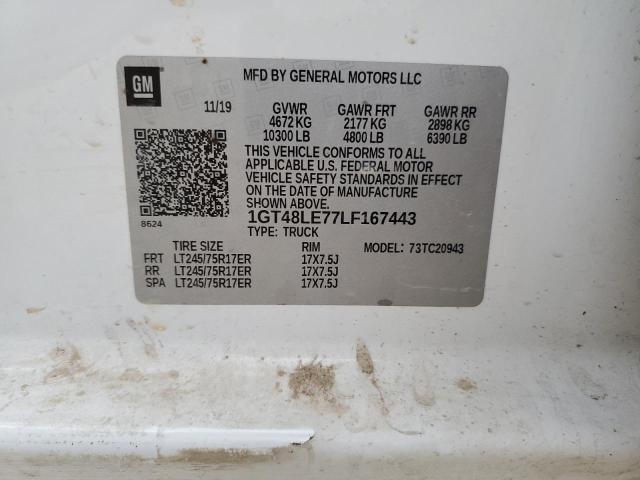 GM
MFD BY GENERAL MOTORS LLC
11/19 GVWR GAWR FRT GAWR RR
4672 KG 2177 KG 2898 KG
10300 LB 4800 LB 6390 LB
THIS VEHICLE CONFORMS TO ALL
APPLICABLE U.S. FEDERAL MOTOR
VEHICLE SAFETY STANDARDS IN EFFECT
ON THE DATE OF MANUFACTURE
SHOWN ABOVE.
8624
1GT48LE77LF167443
TYPE: TRUCK
TIRE SIZE RIM MODEL: 73TC20943
FRT LT245/75R17ER 17X7.5J
RR LT245/75R17ER 17X7.5J
SPA LT245/75R17ER 17X7.5J